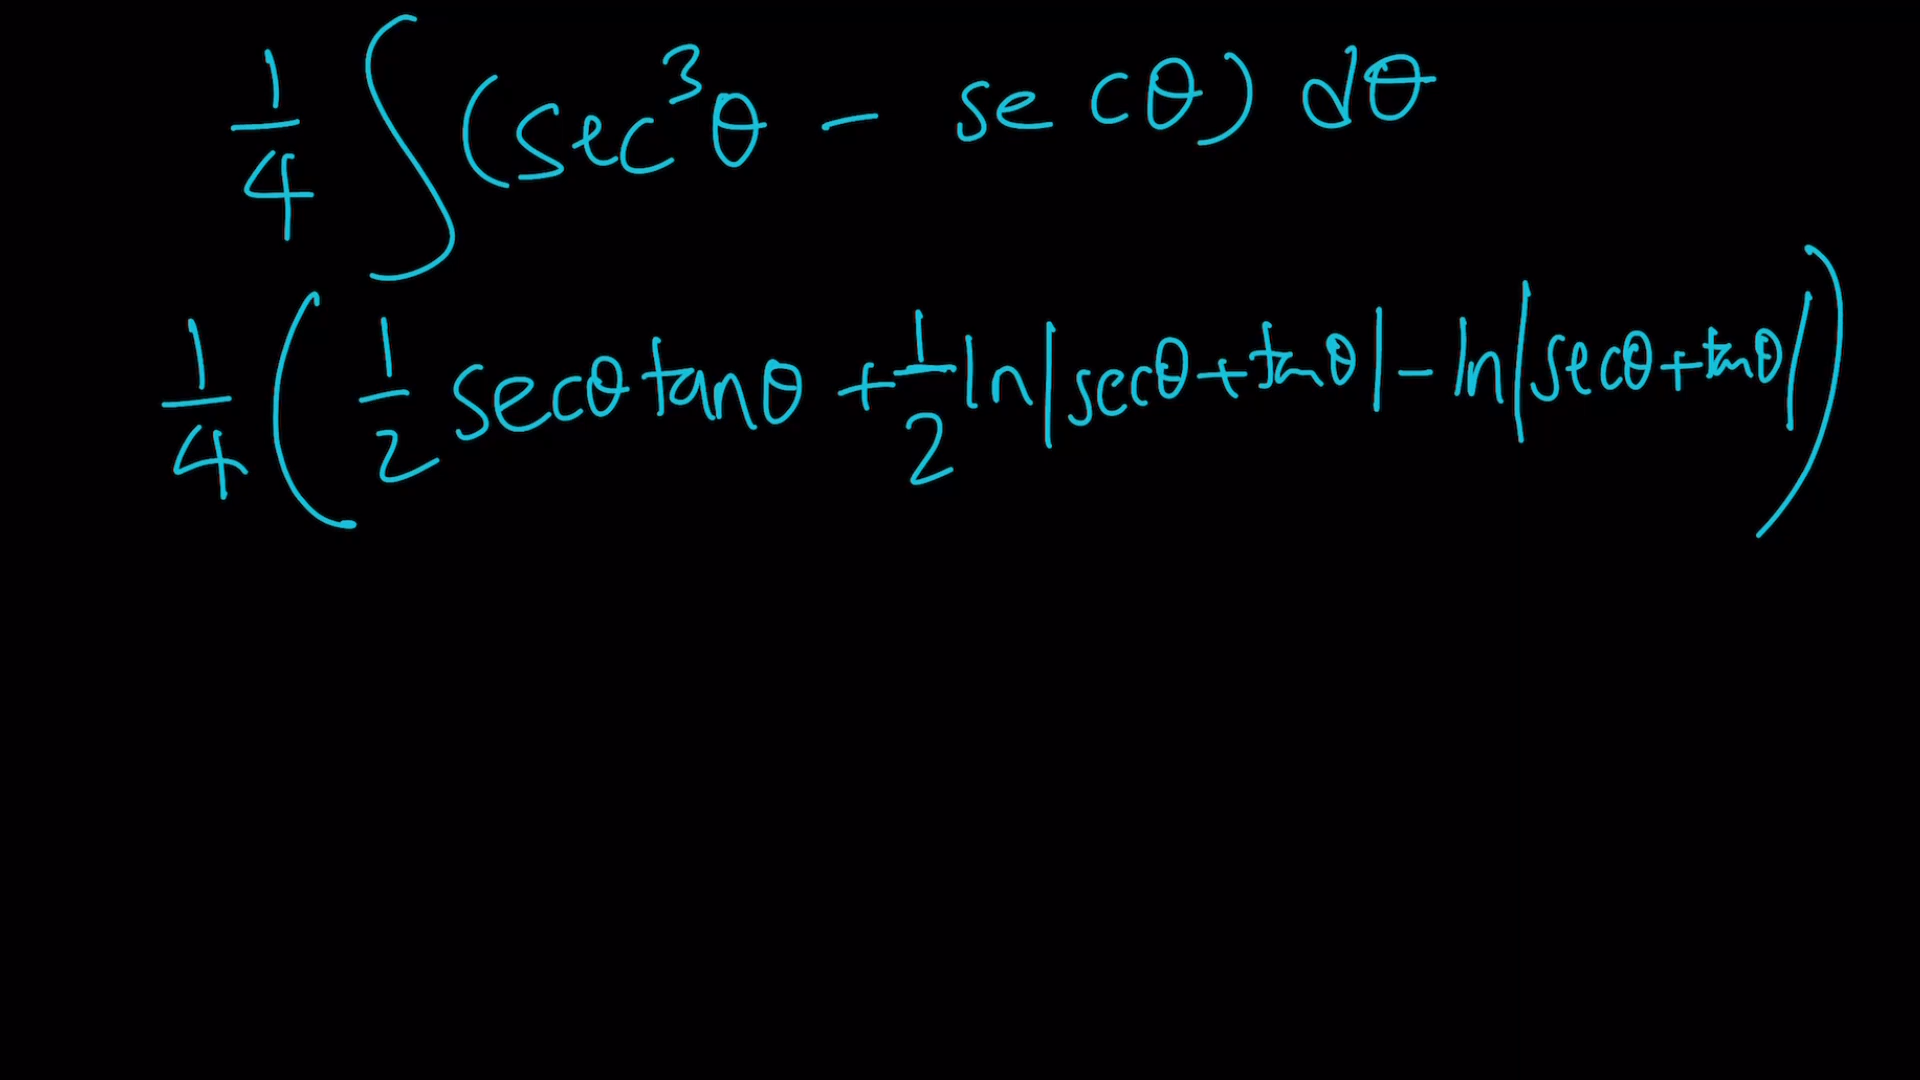 1/4 ∫ (sec³θ − secθ) dθ
1/4 ( 1/2 secθ tanθ + 1/2 ln|secθ + tanθ| − ln|secθ + tanθ| )